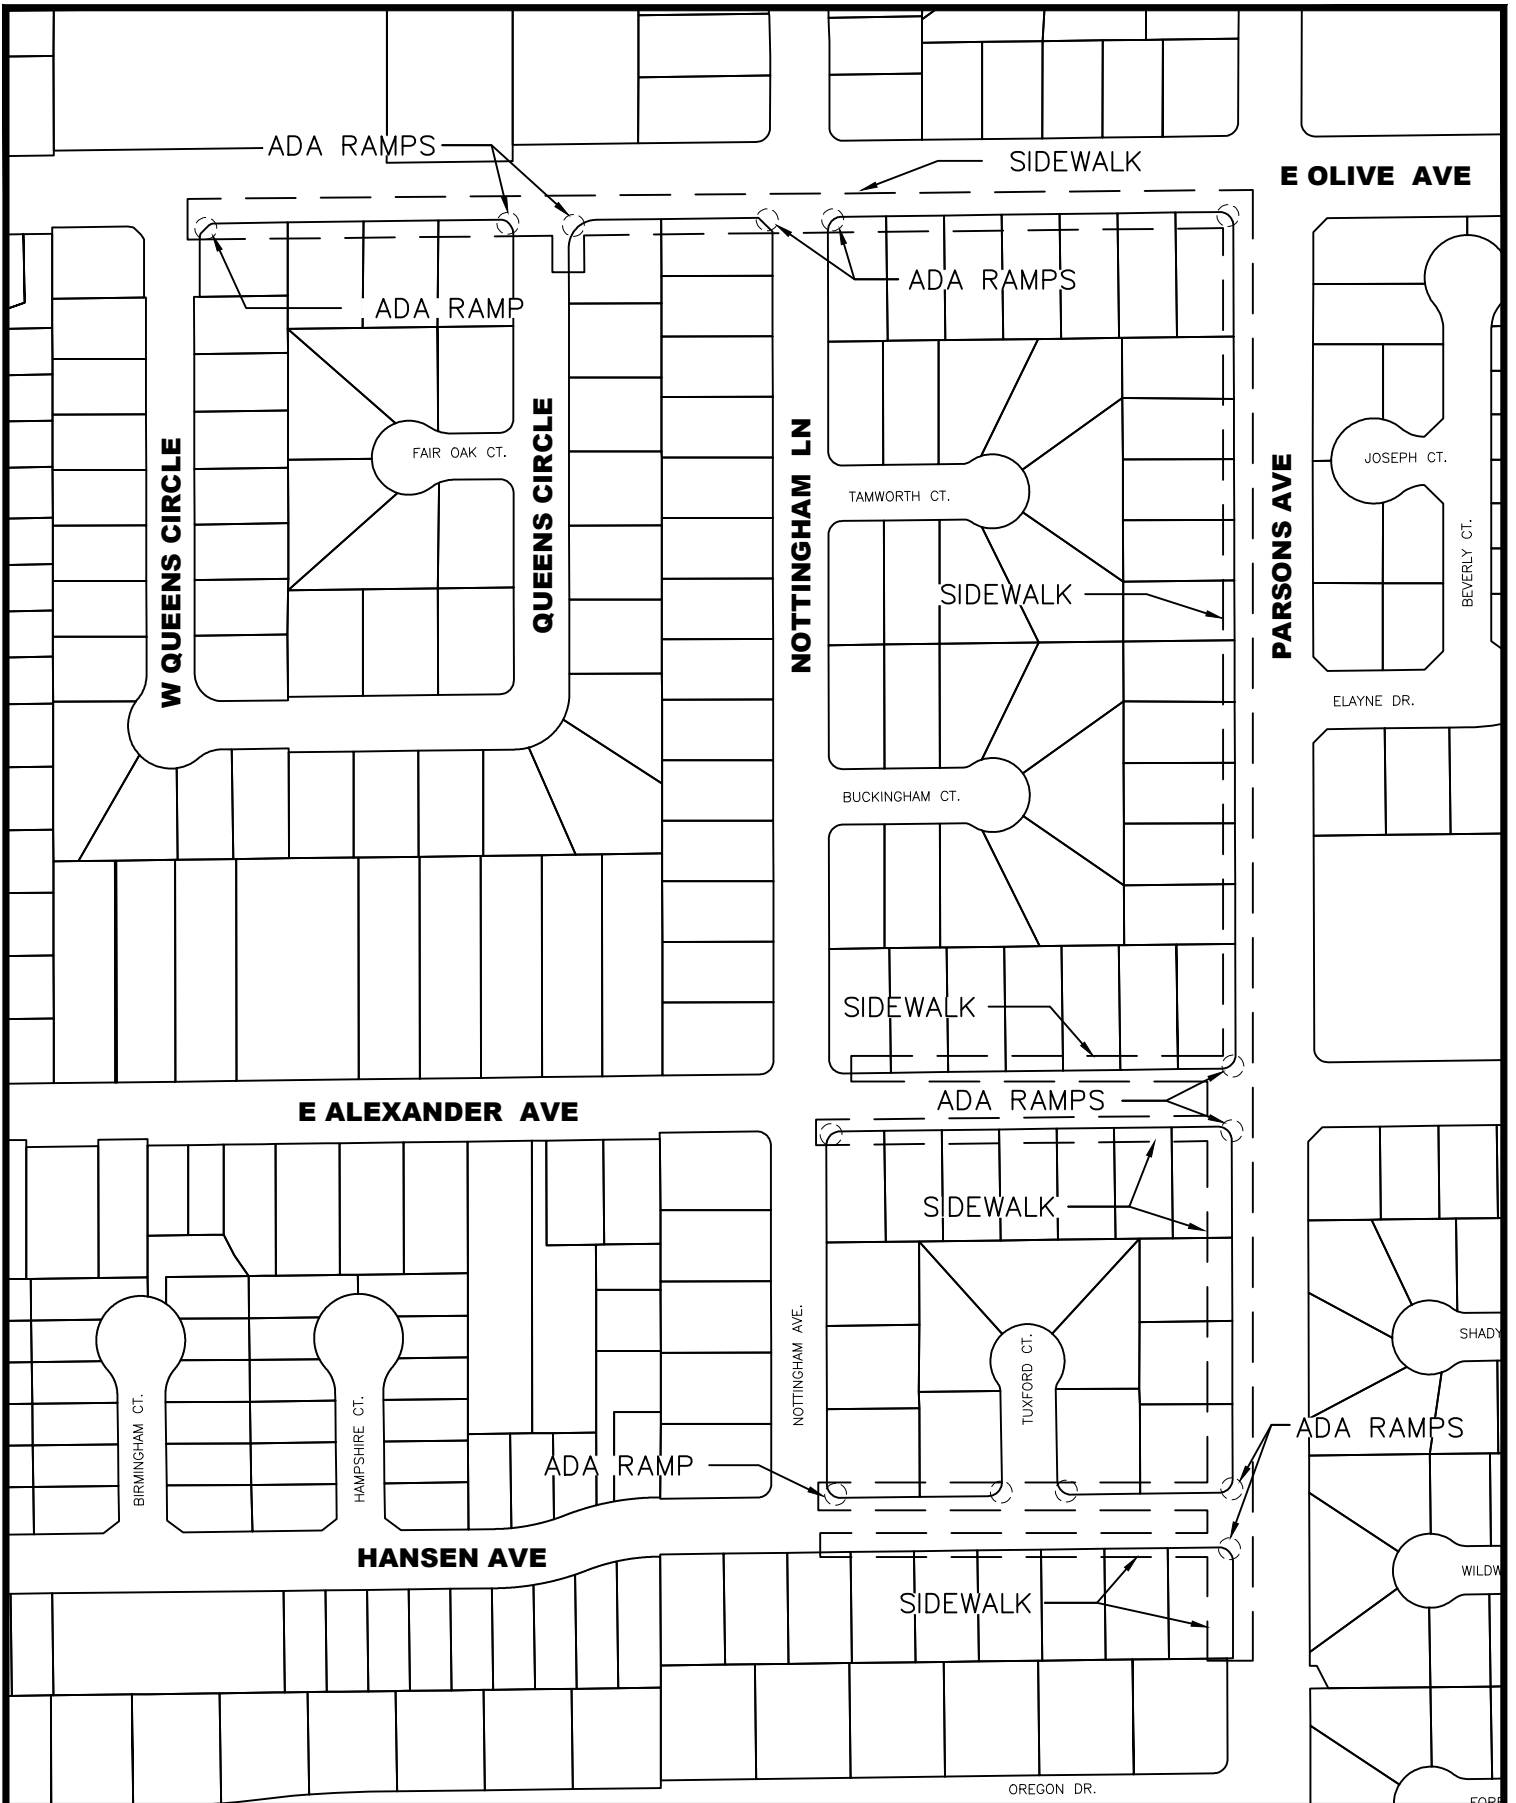 ADA RAMPS
SIDEWALK
E OLIVE AVE
ADA RAMPS
ADA RAMP
W QUEENS CIRCLE
FAIR OAK CT.
QUEENS CIRCLE
NOTTINGHAM LN
TAMWORTH CT.
SIDEWALK
PARSONS AVE
JOSEPH CT.
BEVERLY CT.
ELAYNE DR.
BUCKINGHAM CT.
SIDEWALK
E ALEXANDER AVE
ADA RAMPS
SIDEWALK
NOTTINGHAM AVE.
TUXFORD CT.
SHADY
BIRMINGHAM CT.
HAMPSHIRE CT.
ADA RAMP
ADA RAMPS
HANSEN AVE
WILDW
SIDEWALK
OREGON DR.